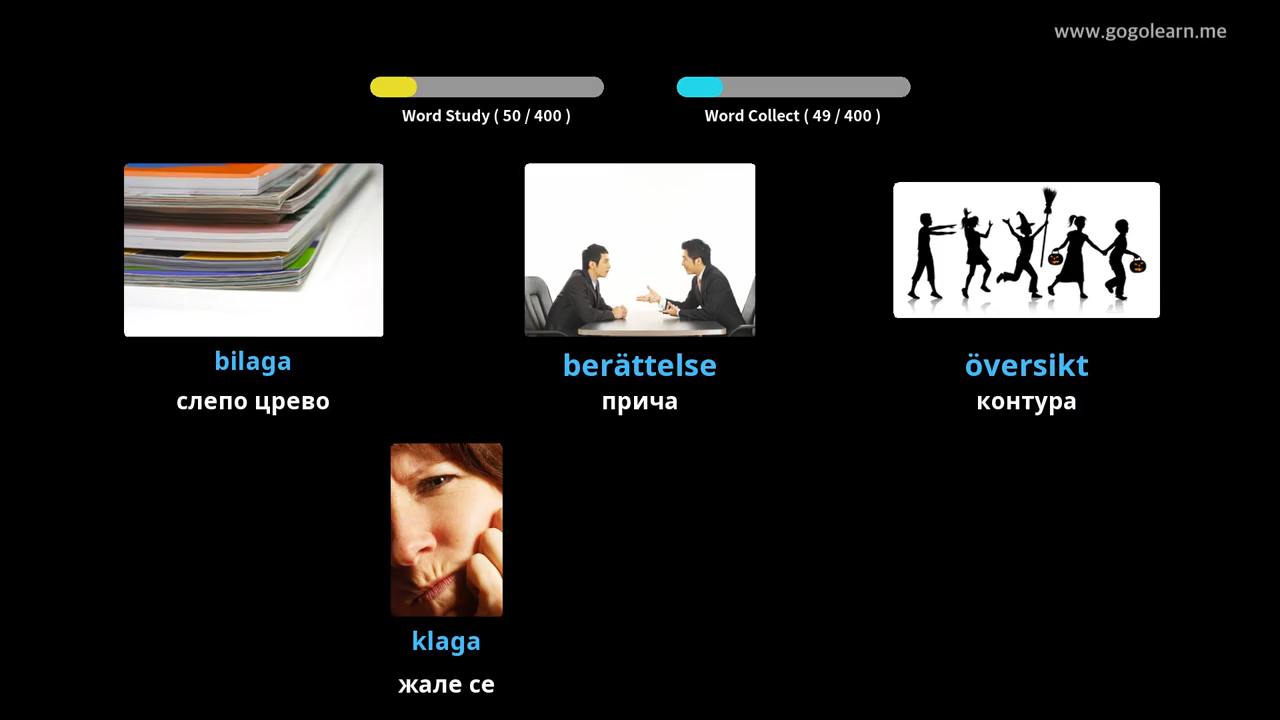 www.gogolearn.me
Word Study ( 50 / 400 )
Word Collect ( 49 / 400 )
bilaga
слепо црево
berättelse
прича
översikt
контура
klaga
жале се